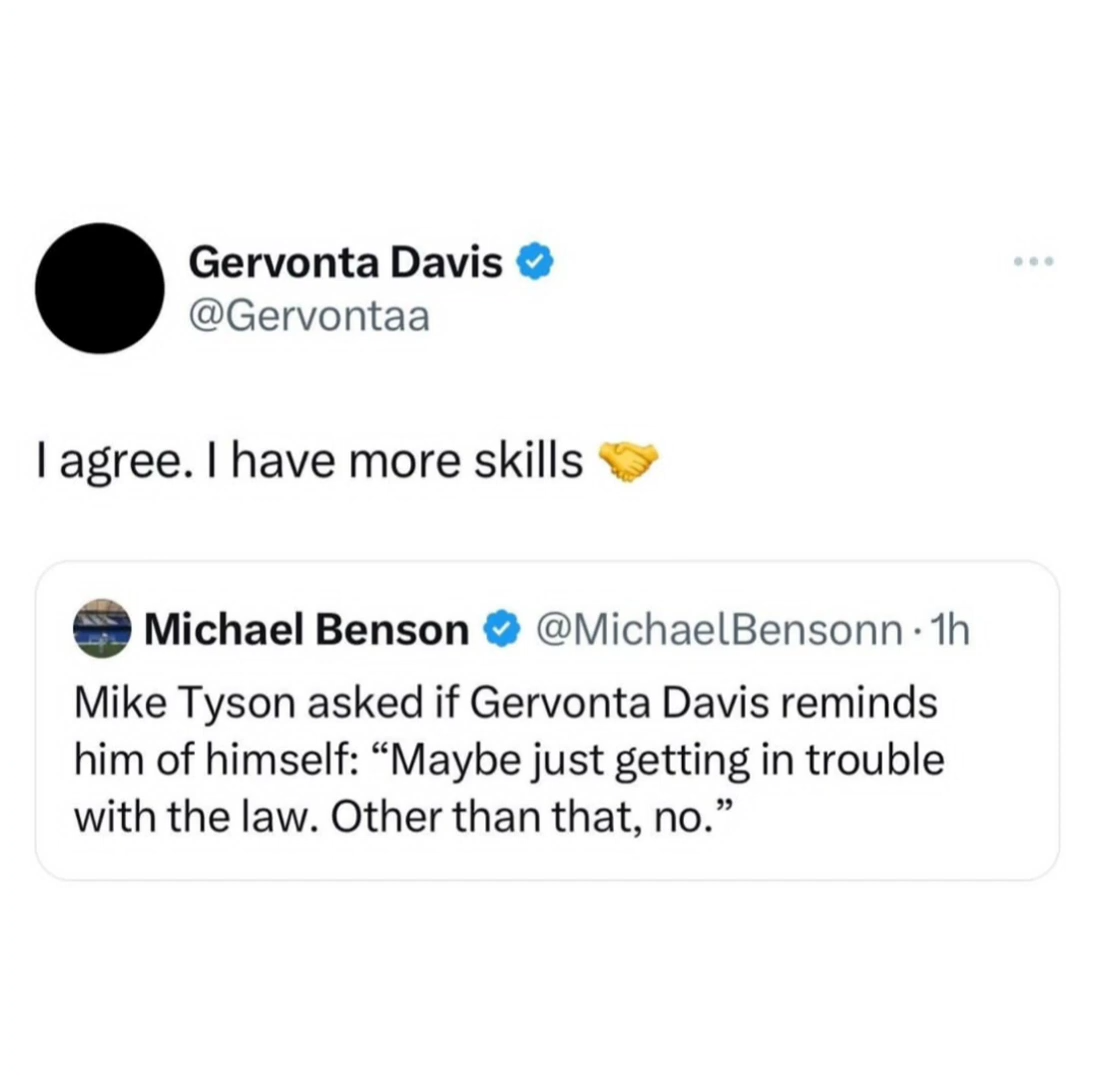 Gervonta Davis
@Gervontaa
I agree. I have more skills 🤝
Michael Benson @MichaelBensonn · 1h
Mike Tyson asked if Gervonta Davis reminds
him of himself: “Maybe just getting in trouble
with the law. Other than that, no.”